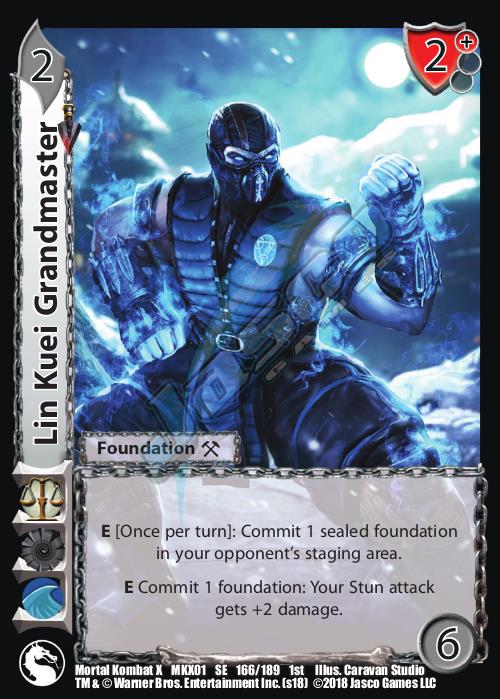 2
2
+
Lin Kuei Grandmaster
Foundation
E [Once per turn]: Commit 1 sealed foundation
in your opponent's staging area.
E Commit 1 foundation: Your Stun attack
gets +2 damage.
6
Mortal Kombat X MKX01 SE 166/189 1st Illus. Caravan Studio
TM & © Warner Bros. Entertainment Inc. (s18) ©2018 Jasco Games LLC